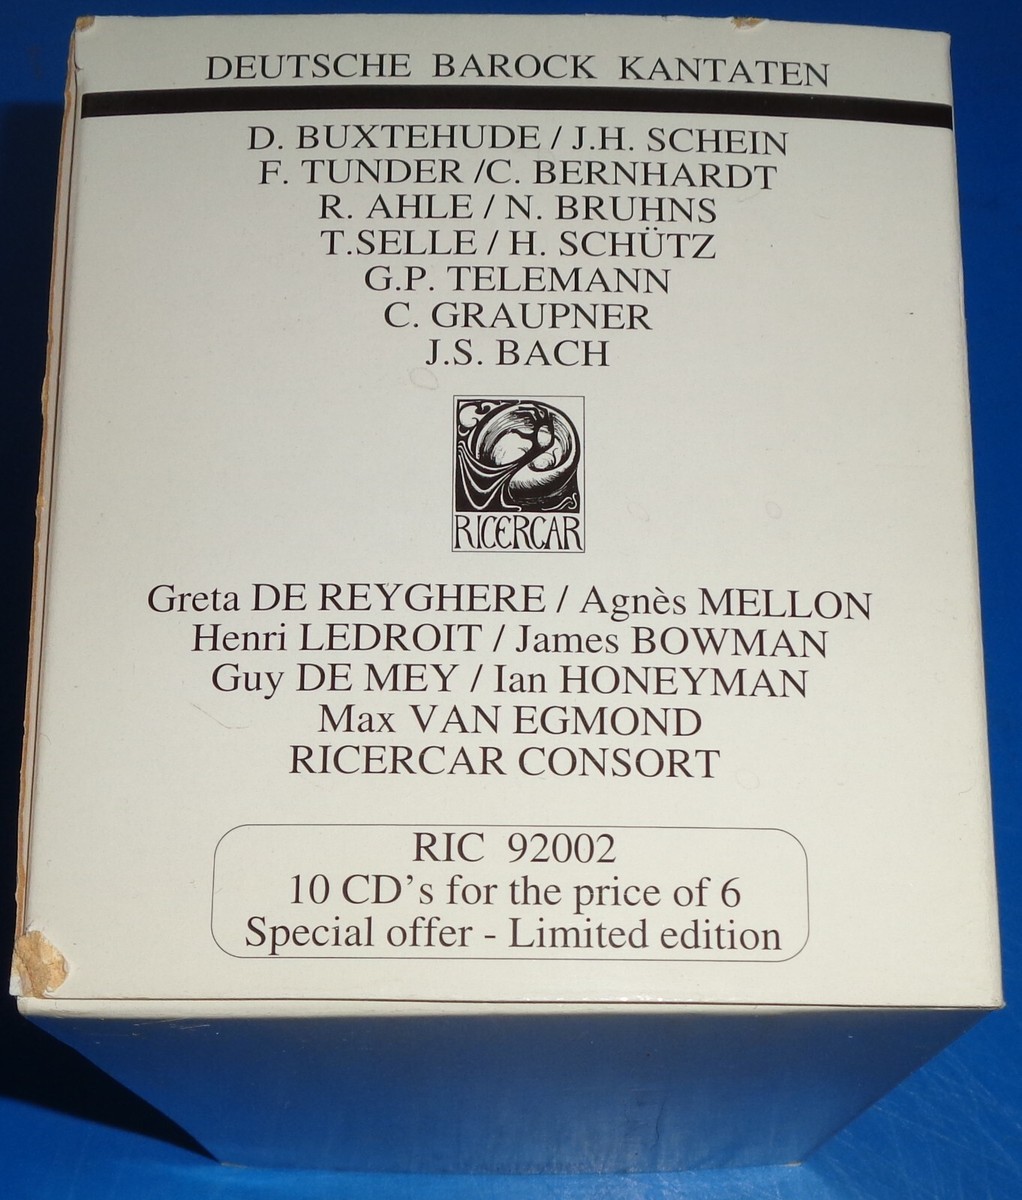 DEUTSCHE BAROCK KANTATEN
D. BUXTEHUDE / J.H. SCHEIN
F. TUNDER /C. BERNHARDT
R. AHLE / N. BRUHNS
T.SELLE / H. SCHÜTZ
G.P. TELEMANN
C. GRAUPNER
J.S. BACH
RICERCAR
Greta DE REYGHERE / Agnès MELLON
Henri LEDROIT / James BOWMAN
Guy DE MEY / Ian HONEYMAN
Max VAN EGMOND
RICERCAR CONSORT
RIC 92002
10 CD's for the price of 6
Special offer - Limited edition